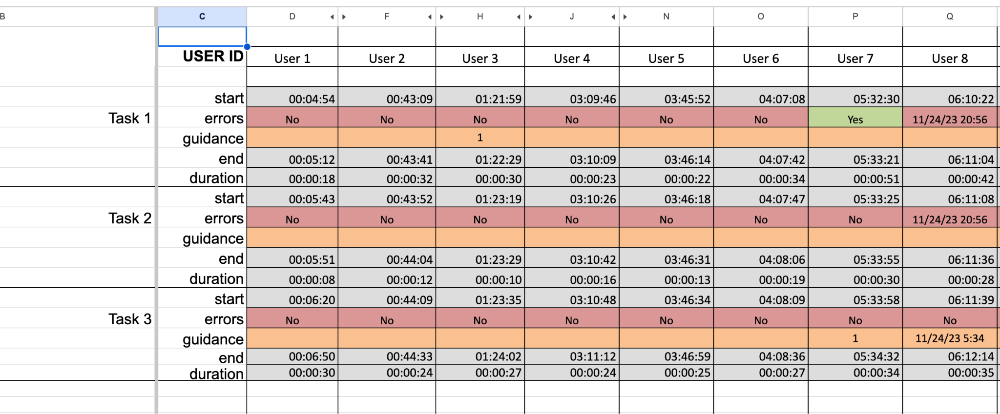 B C D F H J N O P Q
USER ID User 1 User 2 User 3 User 4 User 5 User 6 User 7 User 8
start 00:04:54 00:43:09 01:21:59 03:09:46 03:45:52 04:07:08 05:32:30 06:10:22
Task 1 errors No No No No No No Yes 11/24/23 20:56
guidance 1
end 00:05:12 00:43:41 01:22:29 03:10:09 03:46:14 04:07:42 05:33:21 06:11:04
duration 00:00:18 00:00:32 00:00:30 00:00:23 00:00:22 00:00:34 00:00:51 00:00:42
start 00:05:43 00:43:52 01:23:19 03:10:26 03:46:18 04:07:47 05:33:25 06:11:08
Task 2 errors No No No No No No No 11/24/23 20:56
guidance
end 00:05:51 00:44:04 01:23:29 03:10:42 03:46:31 04:08:06 05:33:55 06:11:36
duration 00:00:08 00:00:12 00:00:10 00:00:16 00:00:13 00:00:19 00:00:30 00:00:28
start 00:06:20 00:44:09 01:23:35 03:10:48 03:46:34 04:08:09 05:33:58 06:11:39
Task 3 errors No No No No No No No No
guidance 1 11/24/23 5:34
end 00:06:50 00:44:33 01:24:02 03:11:12 03:46:59 04:08:36 05:34:32 06:12:14
duration 00:00:30 00:00:24 00:00:27 00:00:24 00:00:25 00:00:27 00:00:34 00:00:35